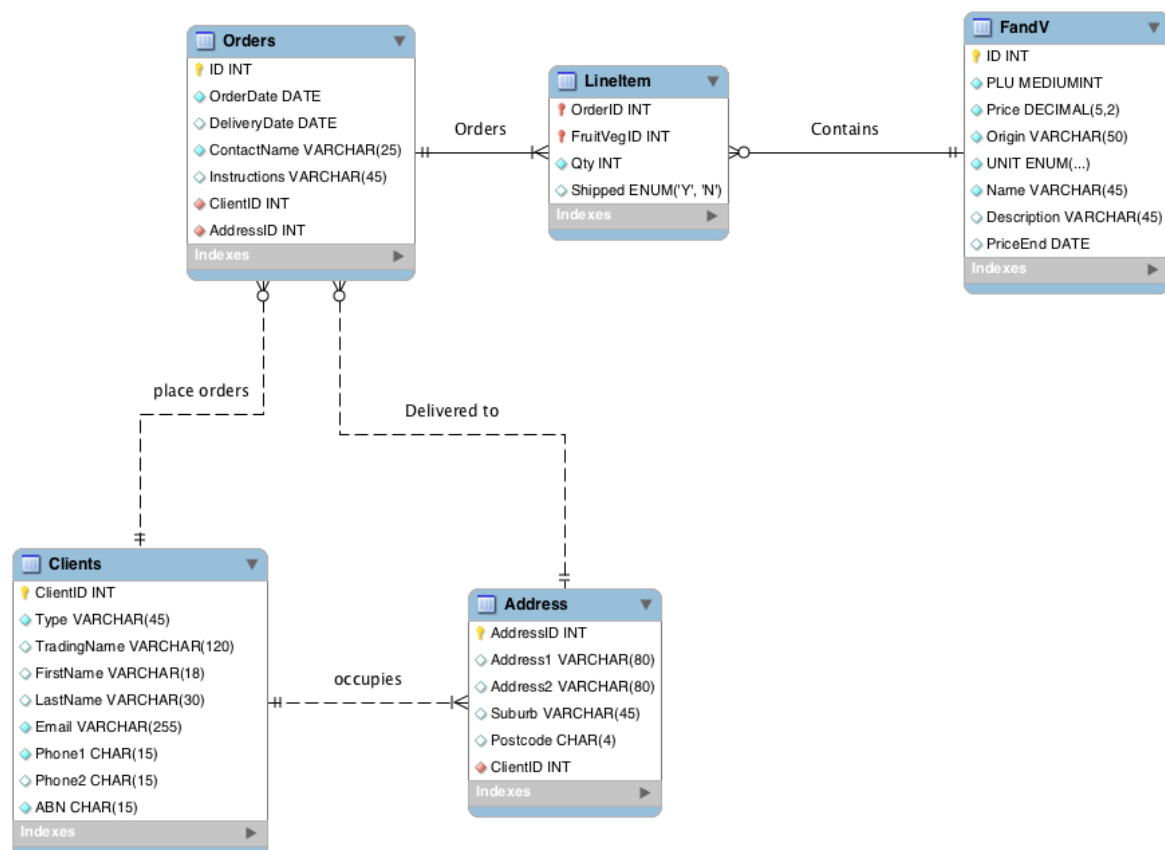 Orders
ID INT
OrderDate DATE
DeliveryDate DATE
ContactName VARCHAR(25)
Instructions VARCHAR(45)
ClientID INT
AddressID INT
Indexes
Orders
LineItem
OrderID INT
FruitVegID INT
Qty INT
Shipped ENUM('Y', 'N')
Indexes
Contains
FandV
ID INT
PLU MEDIUMINT
Price DECIMAL(5,2)
Origin VARCHAR(50)
UNIT ENUM(...)
Name VARCHAR(45)
Description VARCHAR(45)
PriceEnd DATE
Indexes
place orders
Delivered to
Clients
ClientID INT
Type VARCHAR(45)
TradingName VARCHAR(120)
FirstName VARCHAR(18)
LastName VARCHAR(30)
Email VARCHAR(255)
Phone1 CHAR(15)
Phone2 CHAR(15)
ABN CHAR(15)
Indexes
occupies
Address
AddressID INT
Address1 VARCHAR(80)
Address2 VARCHAR(80)
Suburb VARCHAR(45)
Postcode CHAR(4)
ClientID INT
Indexes